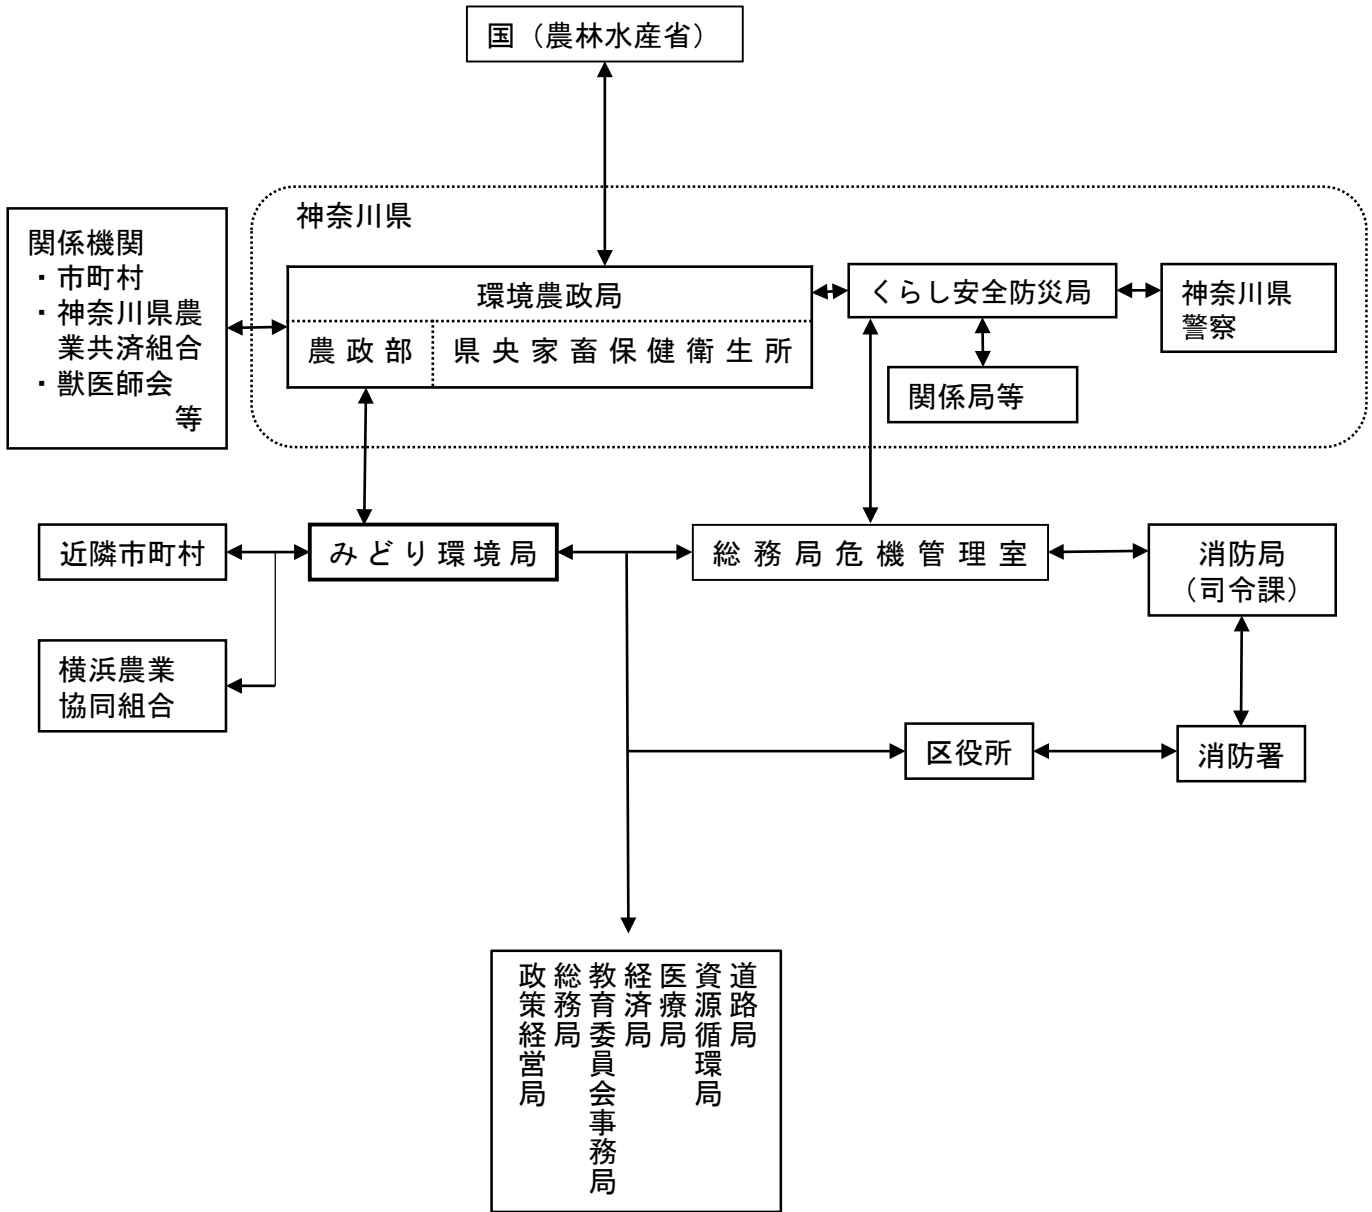 国（農林水産省）
神奈川県
関係機関
・市町村
・神奈川県農
業共済組合
・獣医師会
等
環境農政局
農政部
県央家畜保健衛生所
くらし安全防災局
神奈川県
警察
関係局等
近隣市町村
みどり環境局
総務局危機管理室
消防局
（司令課）
横浜農業
協同組合
区役所
消防署
道路局
資源循環局
医療局
経済局
教育委員会事務局
総務局
政策経営局